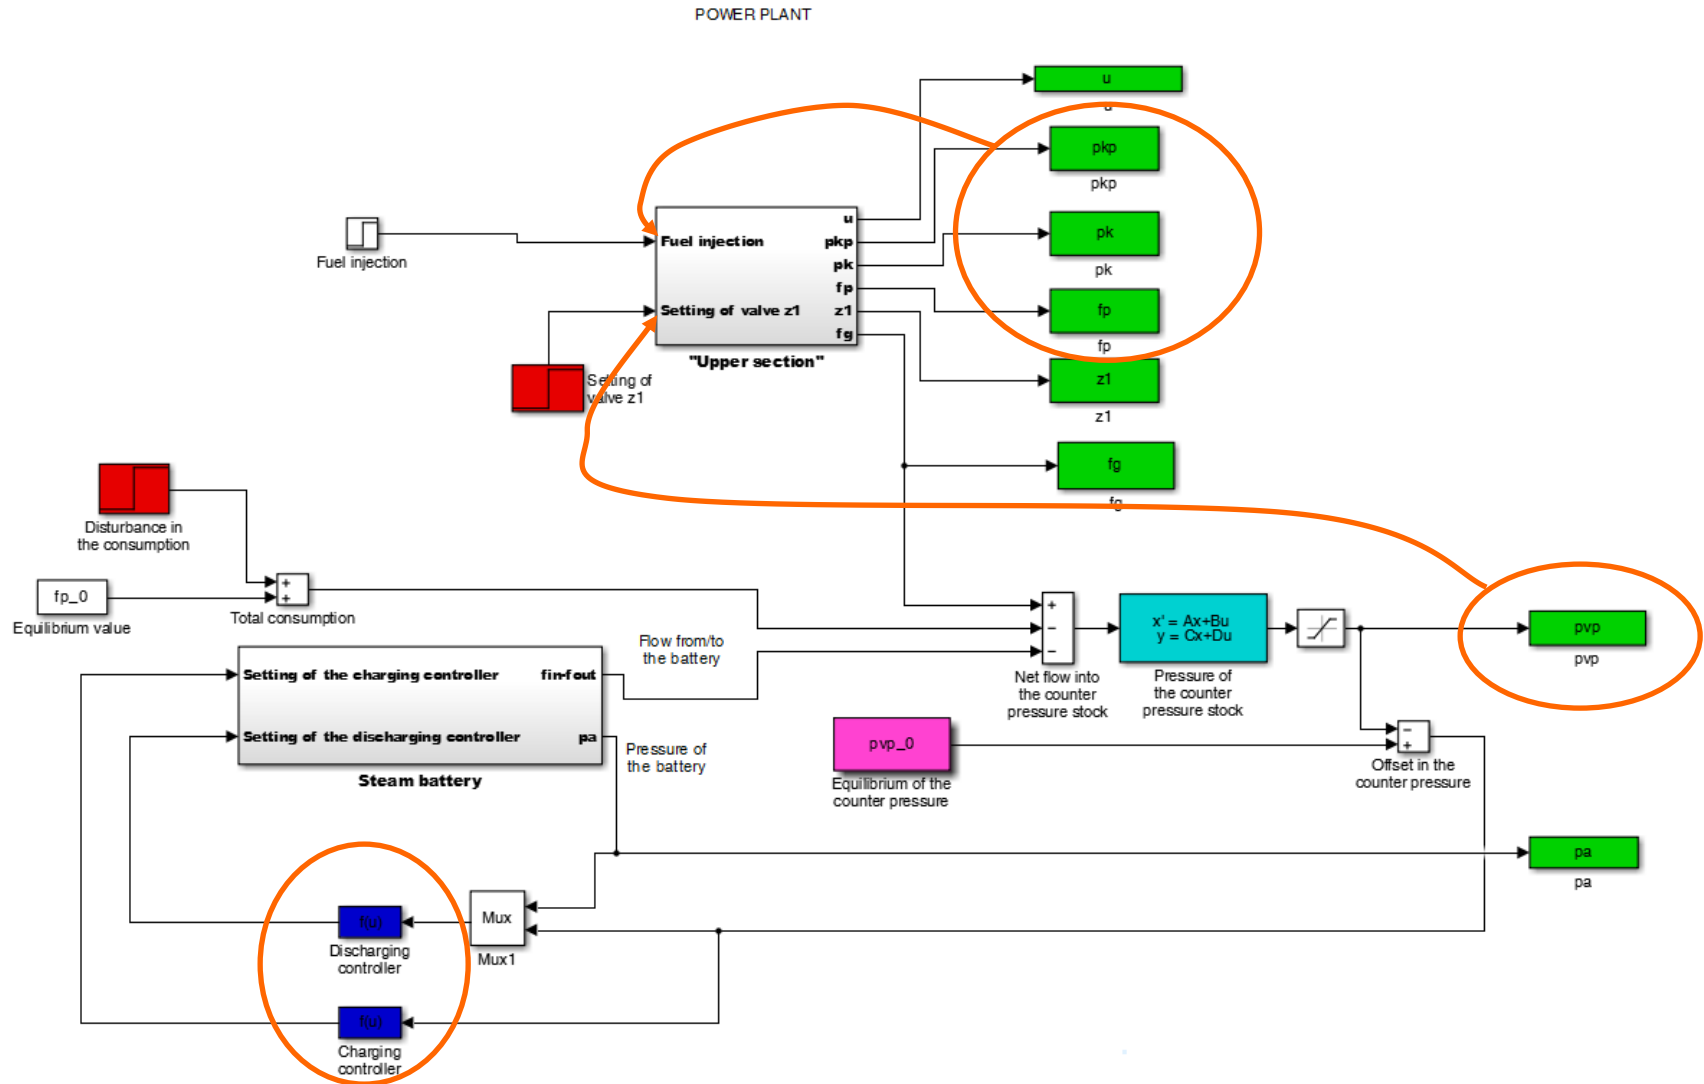 POWER PLANT
u
u
pkp
pkp
pk
pk
fp
fp
z1
z1
fg
fg
Fuel injection
Fuel injection
Setting of valve z1
u
pkp
pk
fp
z1
fg
"Upper section"
Setting of
valve z1
Disturbance in
the consumption
fp_0
Equilibrium value
+
+
Total consumption
Flow from/to
the battery
Setting of the charging controller
fin-fout
Setting of the discharging controller
pa
Steam battery
Pressure of
the battery
+
−
−
Net flow into
the counter
pressure stock
x' = Ax+Bu
y = Cx+Du
Pressure of
the counter
pressure stock
pvp
pvp
pvp_0
Equilibrium of the
counter pressure
−
+
Offset in the
counter pressure
pa
pa
Mux
Mux1
f(u)
Discharging
controller
f(u)
Charging
controller